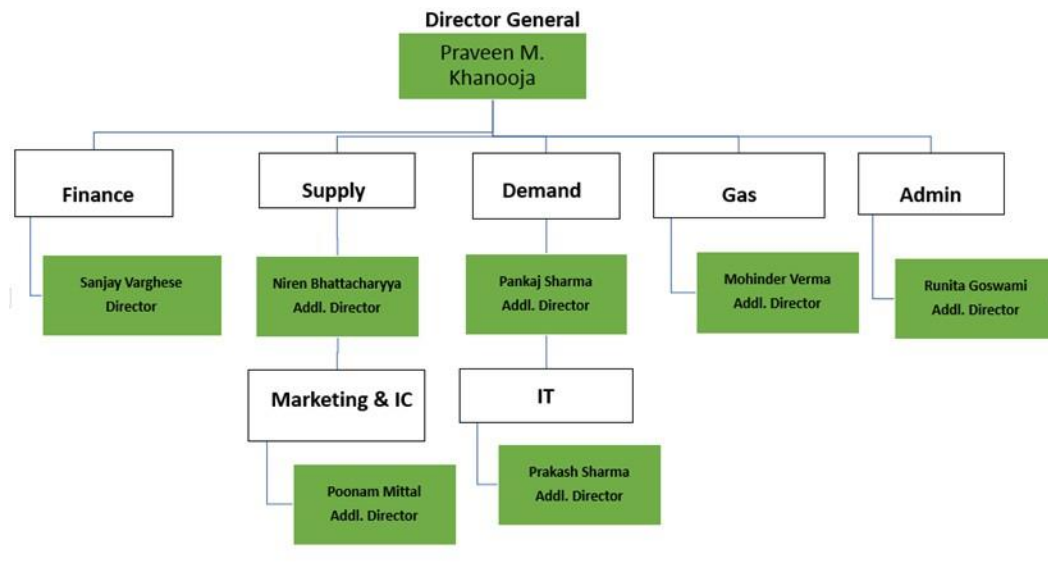 Director General
Praveen M.
Khanooja
Finance
Supply
Demand
Gas
Admin
Sanjay Varghese
Director
Niren Bhattacharyya
Addl. Director
Pankaj Sharma
Addl. Director
Mohinder Verma
Addl. Director
Runita Goswami
Addl. Director
Marketing & IC
IT
Poonam Mittal
Addl. Director
Prakash Sharma
Addl. Director